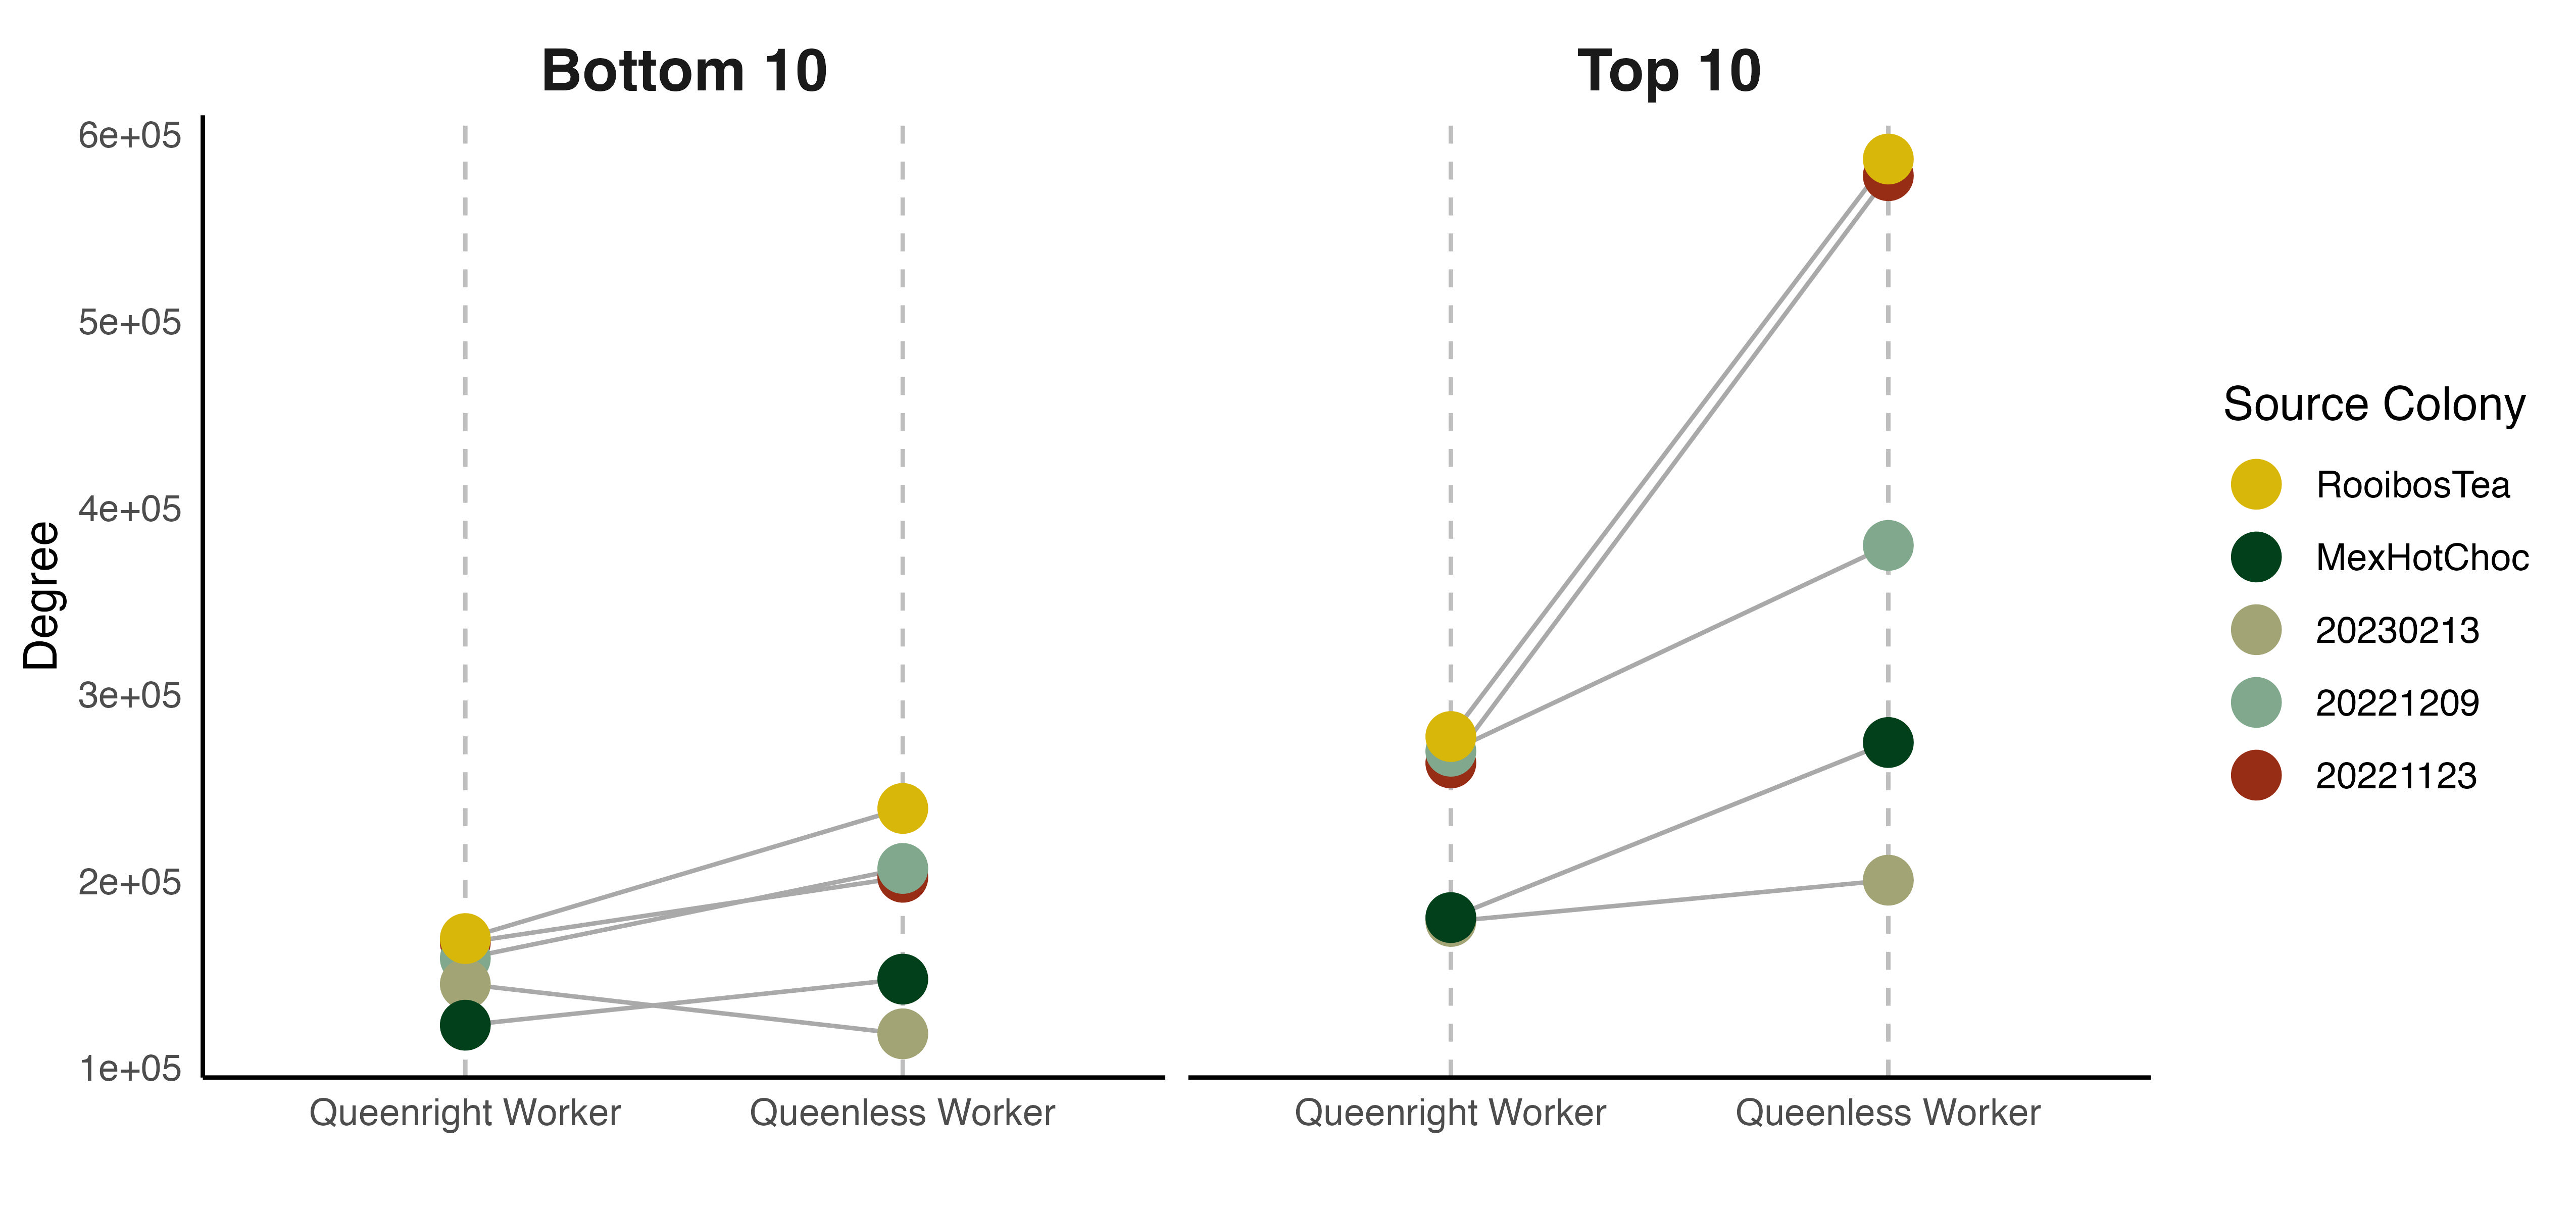 Bottom 10
Top 10
6e+05
5e+05
4e+05
3e+05
2e+05
1e+05
Degree
Queenright Worker
Queenless Worker
Queenright Worker
Queenless Worker
Source Colony
RooibosTea
MexHotChoc
20230213
20221209
20221123